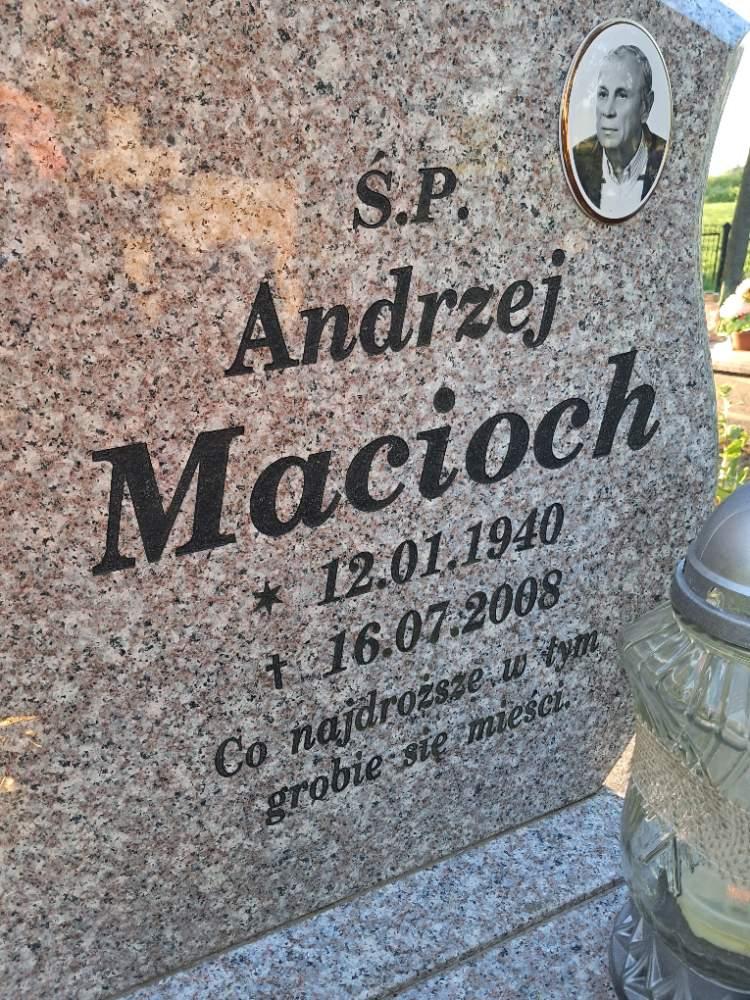 Ś.P.
Andrzej
Macioch
★ 12.01.1940
† 16.07.2008
Co najdroższe w tym
grobie się mieści.